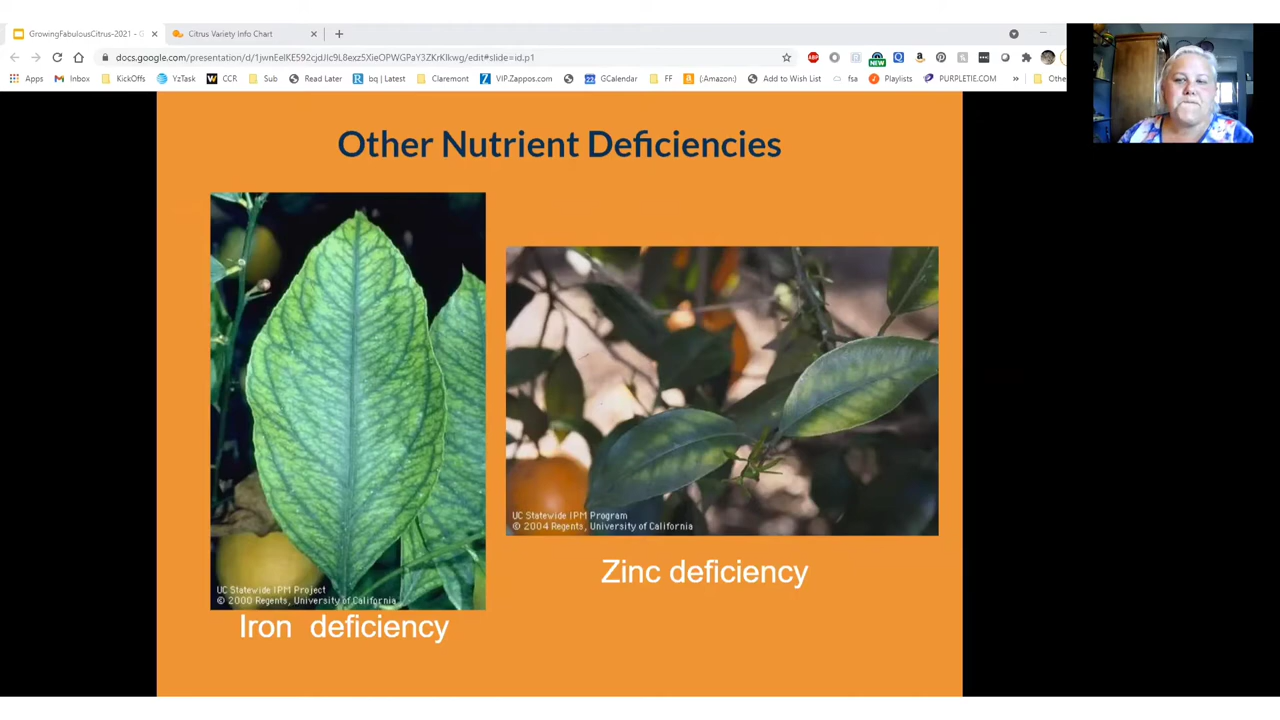 GrowingFabulousCitrus-2021 - G
Citrus Variety Info Chart
docs.google.com/presentation/d/1jwnEelKE592cjdJIc9L8exz5XieOPWGPaY3ZKrKlkwg/edit#slide=id.p1
Apps Inbox KickOffs YzTask CCR Sub Read Later bq | Latest Claremont VIP.Zappos.com GCalendar FF (:Amazon:) Add to Wish List fsa Playlists PURPLETIE.COM » Othe
Other Nutrient Deficiencies
UC Statewide IPM Project
© 2000 Regents, University of California
Iron deficiency
UC Statewide IPM Program
© 2004 Regents, University of California
Zinc deficiency